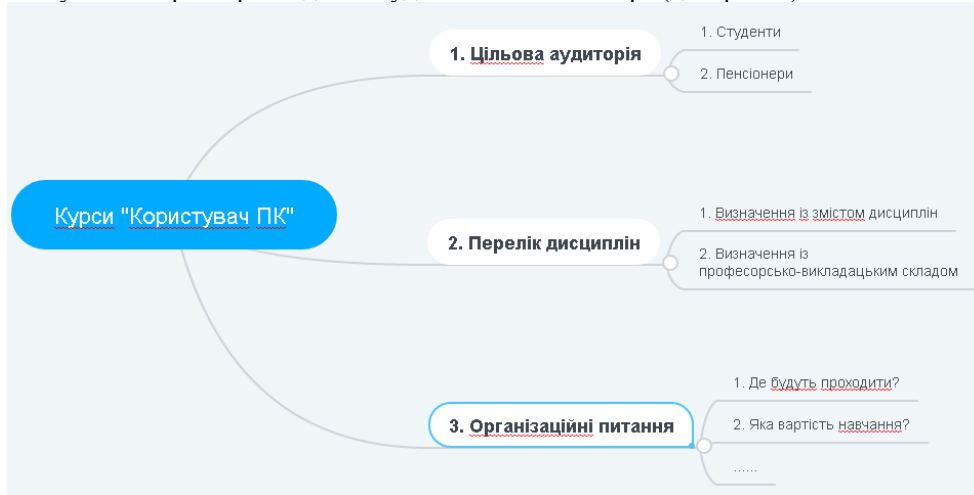 1. Цільова аудиторія
1. Студенти
2. Пенсіонери
Курси "Користувач ПК"
2. Перелік дисциплін
1. Визначення із змістом дисциплін
2. Визначення із
професорсько-викладацьким складом
3. Організаційні питання
1. Де будуть проходити?
2. Яка вартість навчання?
......